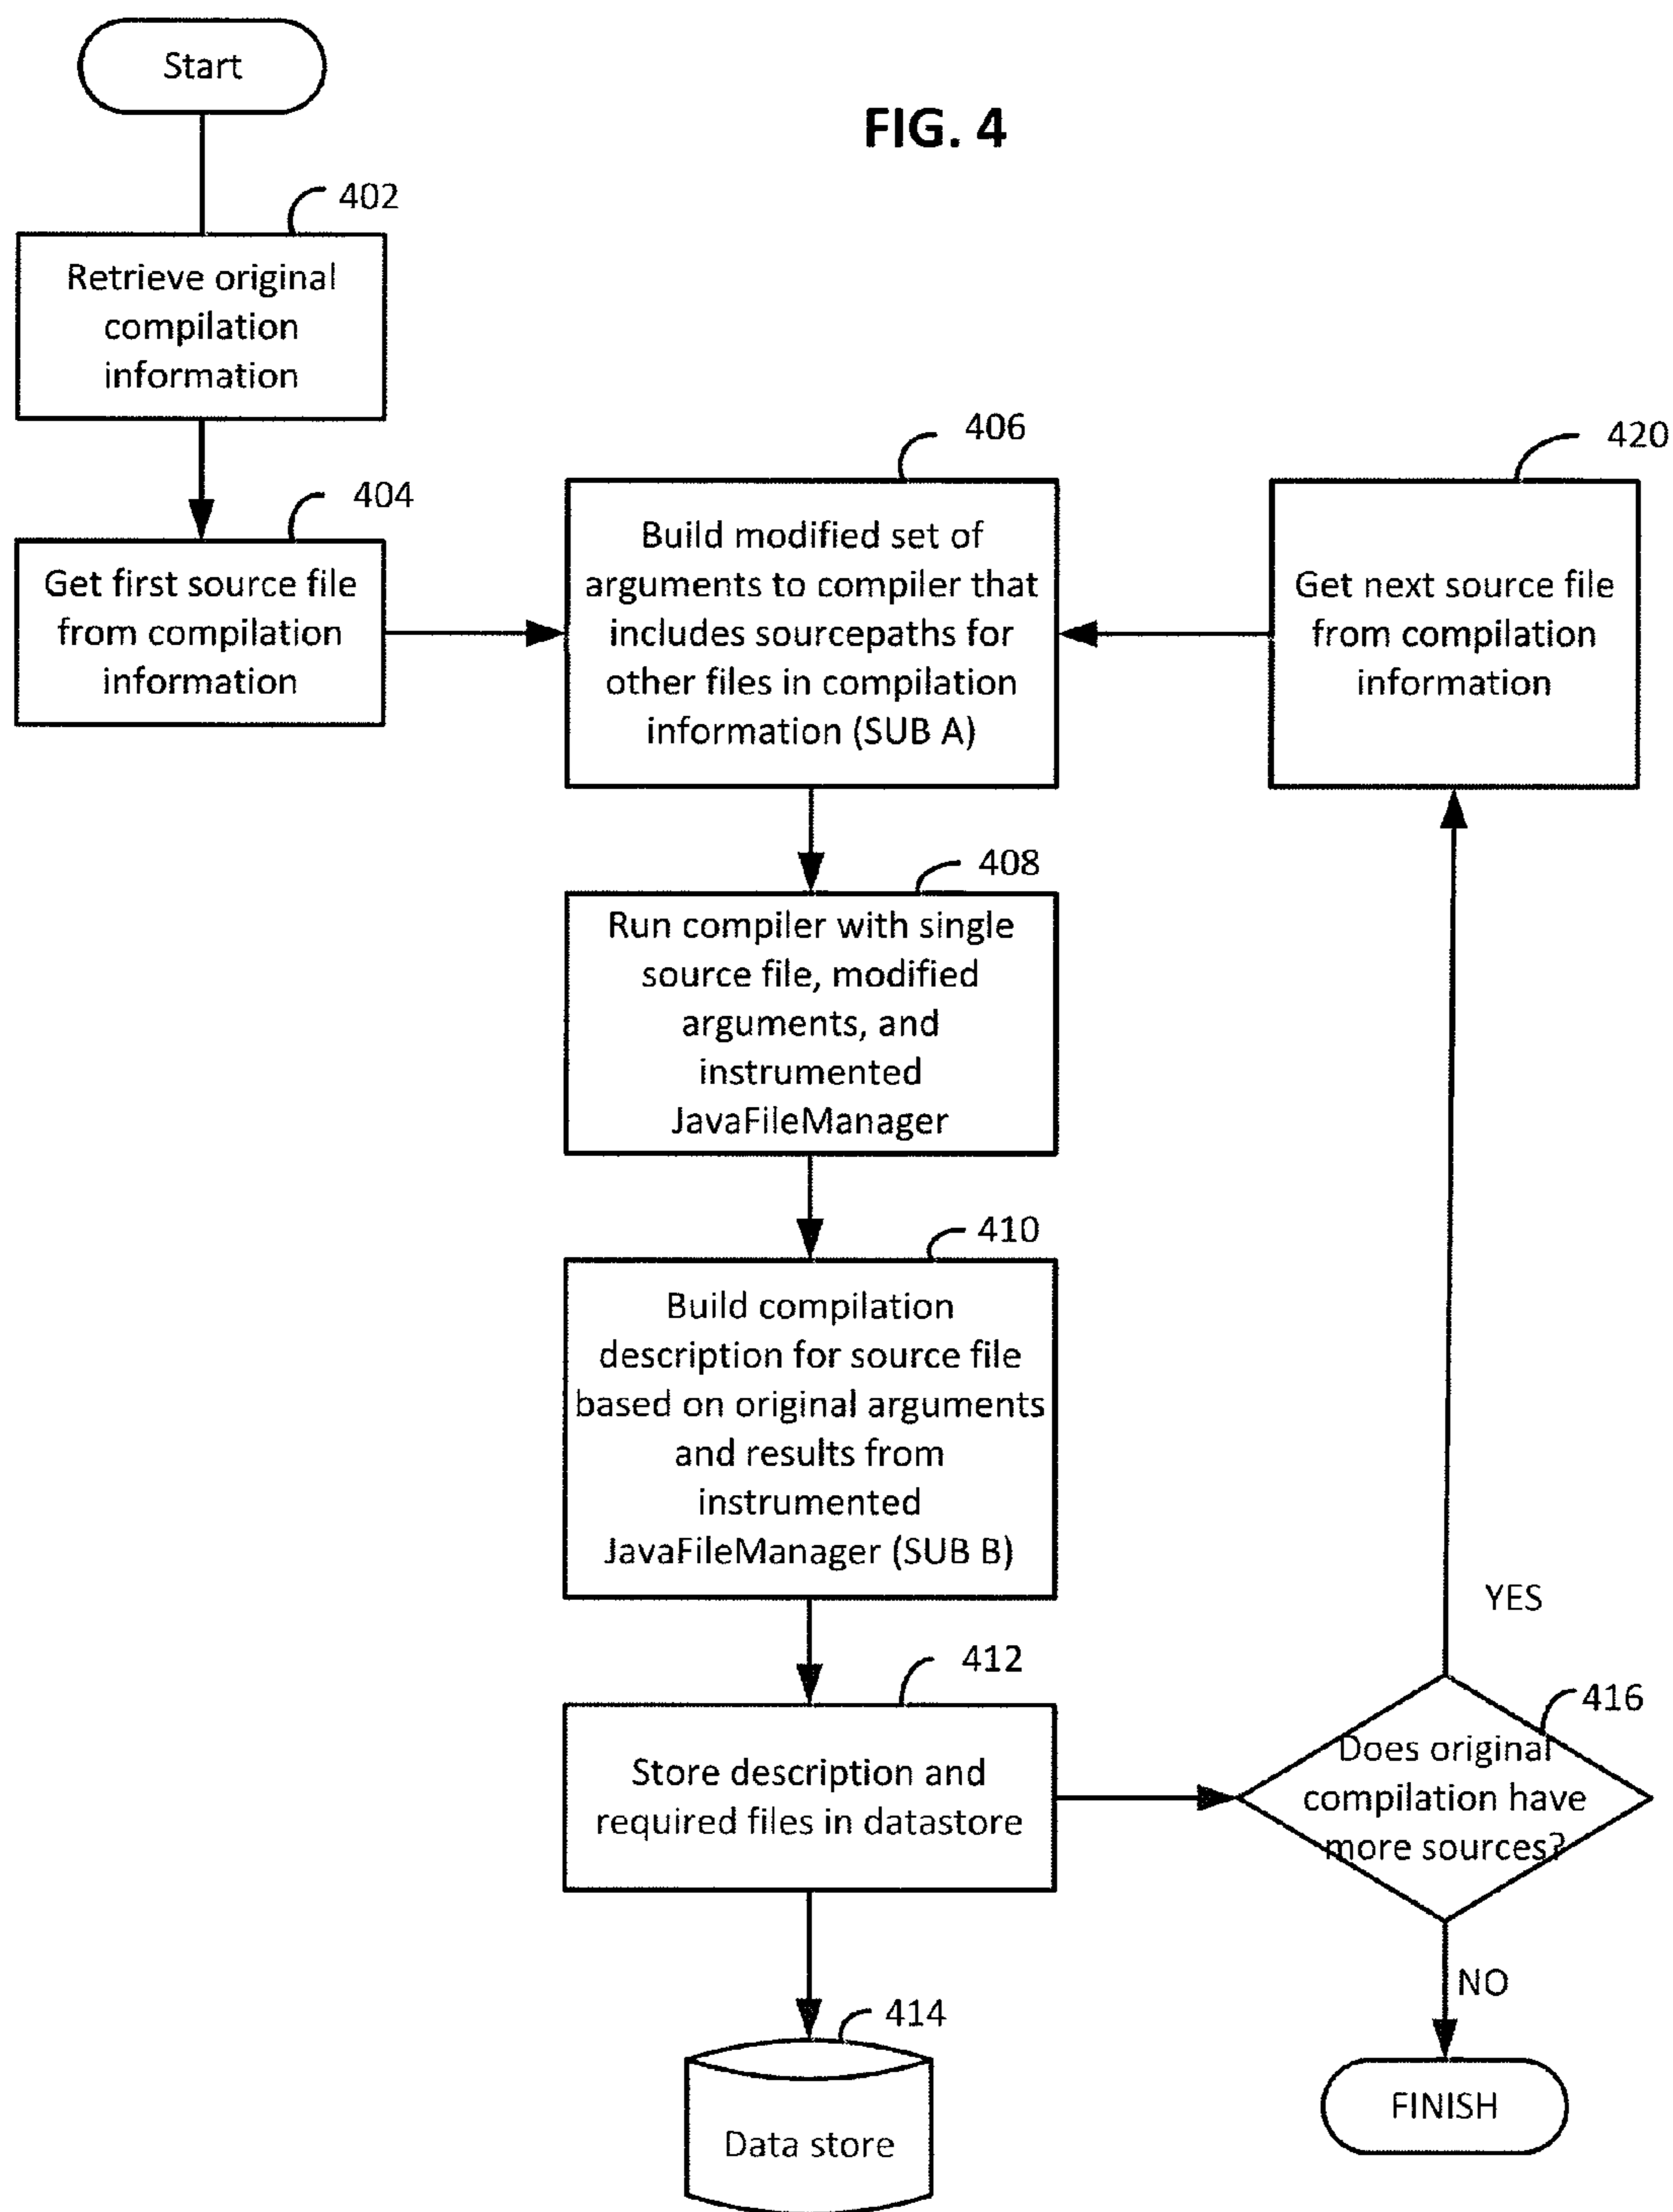 Start
FIG. 4
402
Retrieve original
compilation
information
404
Get first source file
from compilation
information
406
Build modified set of
arguments to compiler that
includes sourcepaths for
other files in compilation
information (SUB A)
420
Get next source file
from compilation
information
408
Run compiler with single
source file, modified
arguments, and
instrumented
JavaFileManager
410
Build compilation
description for source file
based on original arguments
and results from
instrumented
JavaFileManager (SUB B)
YES
412
Store description and
required files in datastore
416
Does original
compilation have
more sources?
NO
414
Data store
FINISH